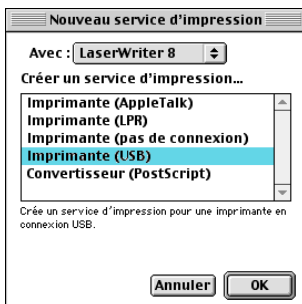 Nouveau service d'impression
Avec : LaserWriter 8
Créer un service d'impression...
Imprimante (AppleTalk)
Imprimante (LPR)
Imprimante (pas de connexion)
Imprimante (USB)
Convertisseur (PostScript)
Crée un service d'impression pour une imprimante en
connexion USB.
Annuler OK